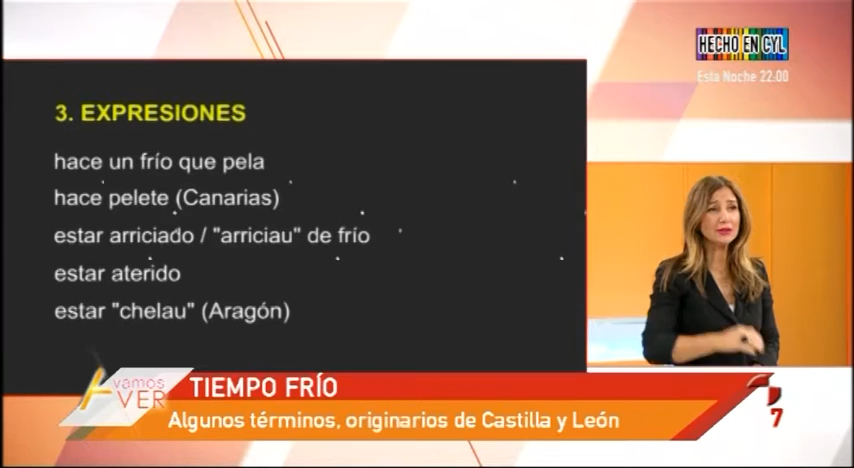 HECHO EN CYL
Esta Noche 22:00
3. EXPRESIONES
hace un frío que pela
hace pelete (Canarias)
estar arriciado / "arriciau" de frío
estar aterido
estar "chelau" (Aragón)
vamos
A VER
TIEMPO FRÍO
Algunos términos, originarios de Castilla y León
7